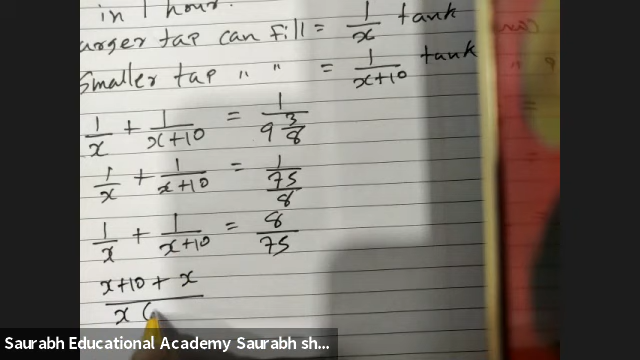 in 1 hour.
arger tap can fill = 1/x tank
Smaller tap " " = 1/(x+10) tank
1/x + 1/(x+10) = 1/(9 3/8)
1/x + 1/(x+10) = 1/(75/8)
1/x + 1/(x+10) = 8/75
(x+10 + x)/(x (
Saurabh Educational Academy Saurabh sh...